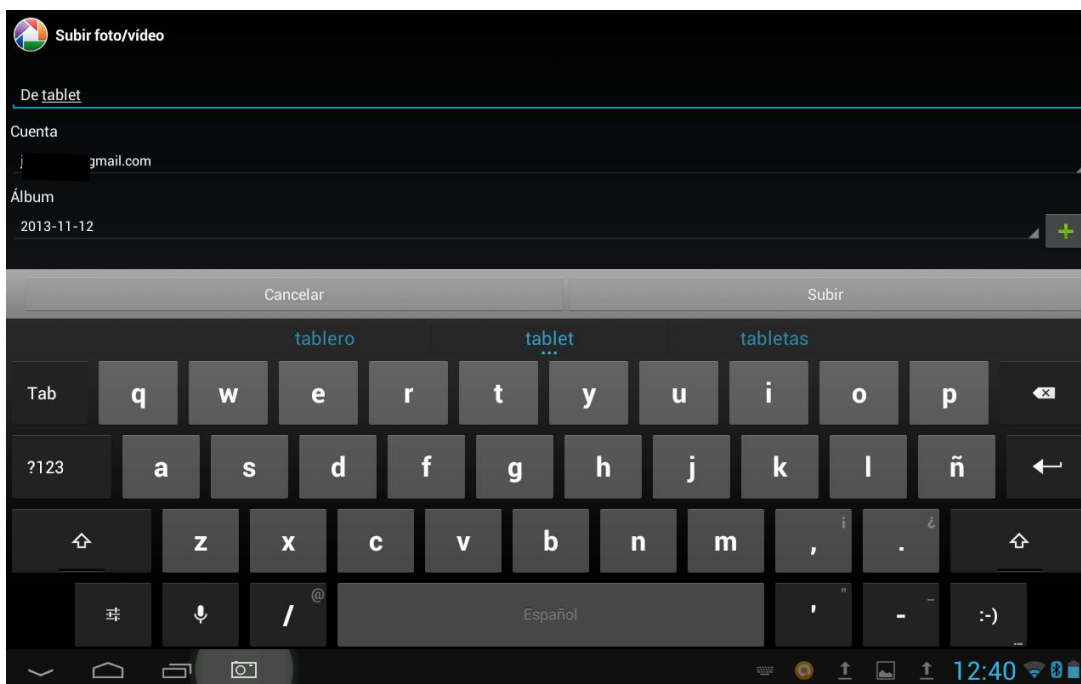 Subir foto/vídeo
De tablet
Cuenta
j gmail.com
Álbum
2013-11-12
+
Cancelar Subir
tablero tablet tabletas
Tab q w e r t y u i o p
?123 a s d f g h j k l ñ
z x c v b n m , ¡ . ¿
/ @ Español ' " - _ :-)
12:40